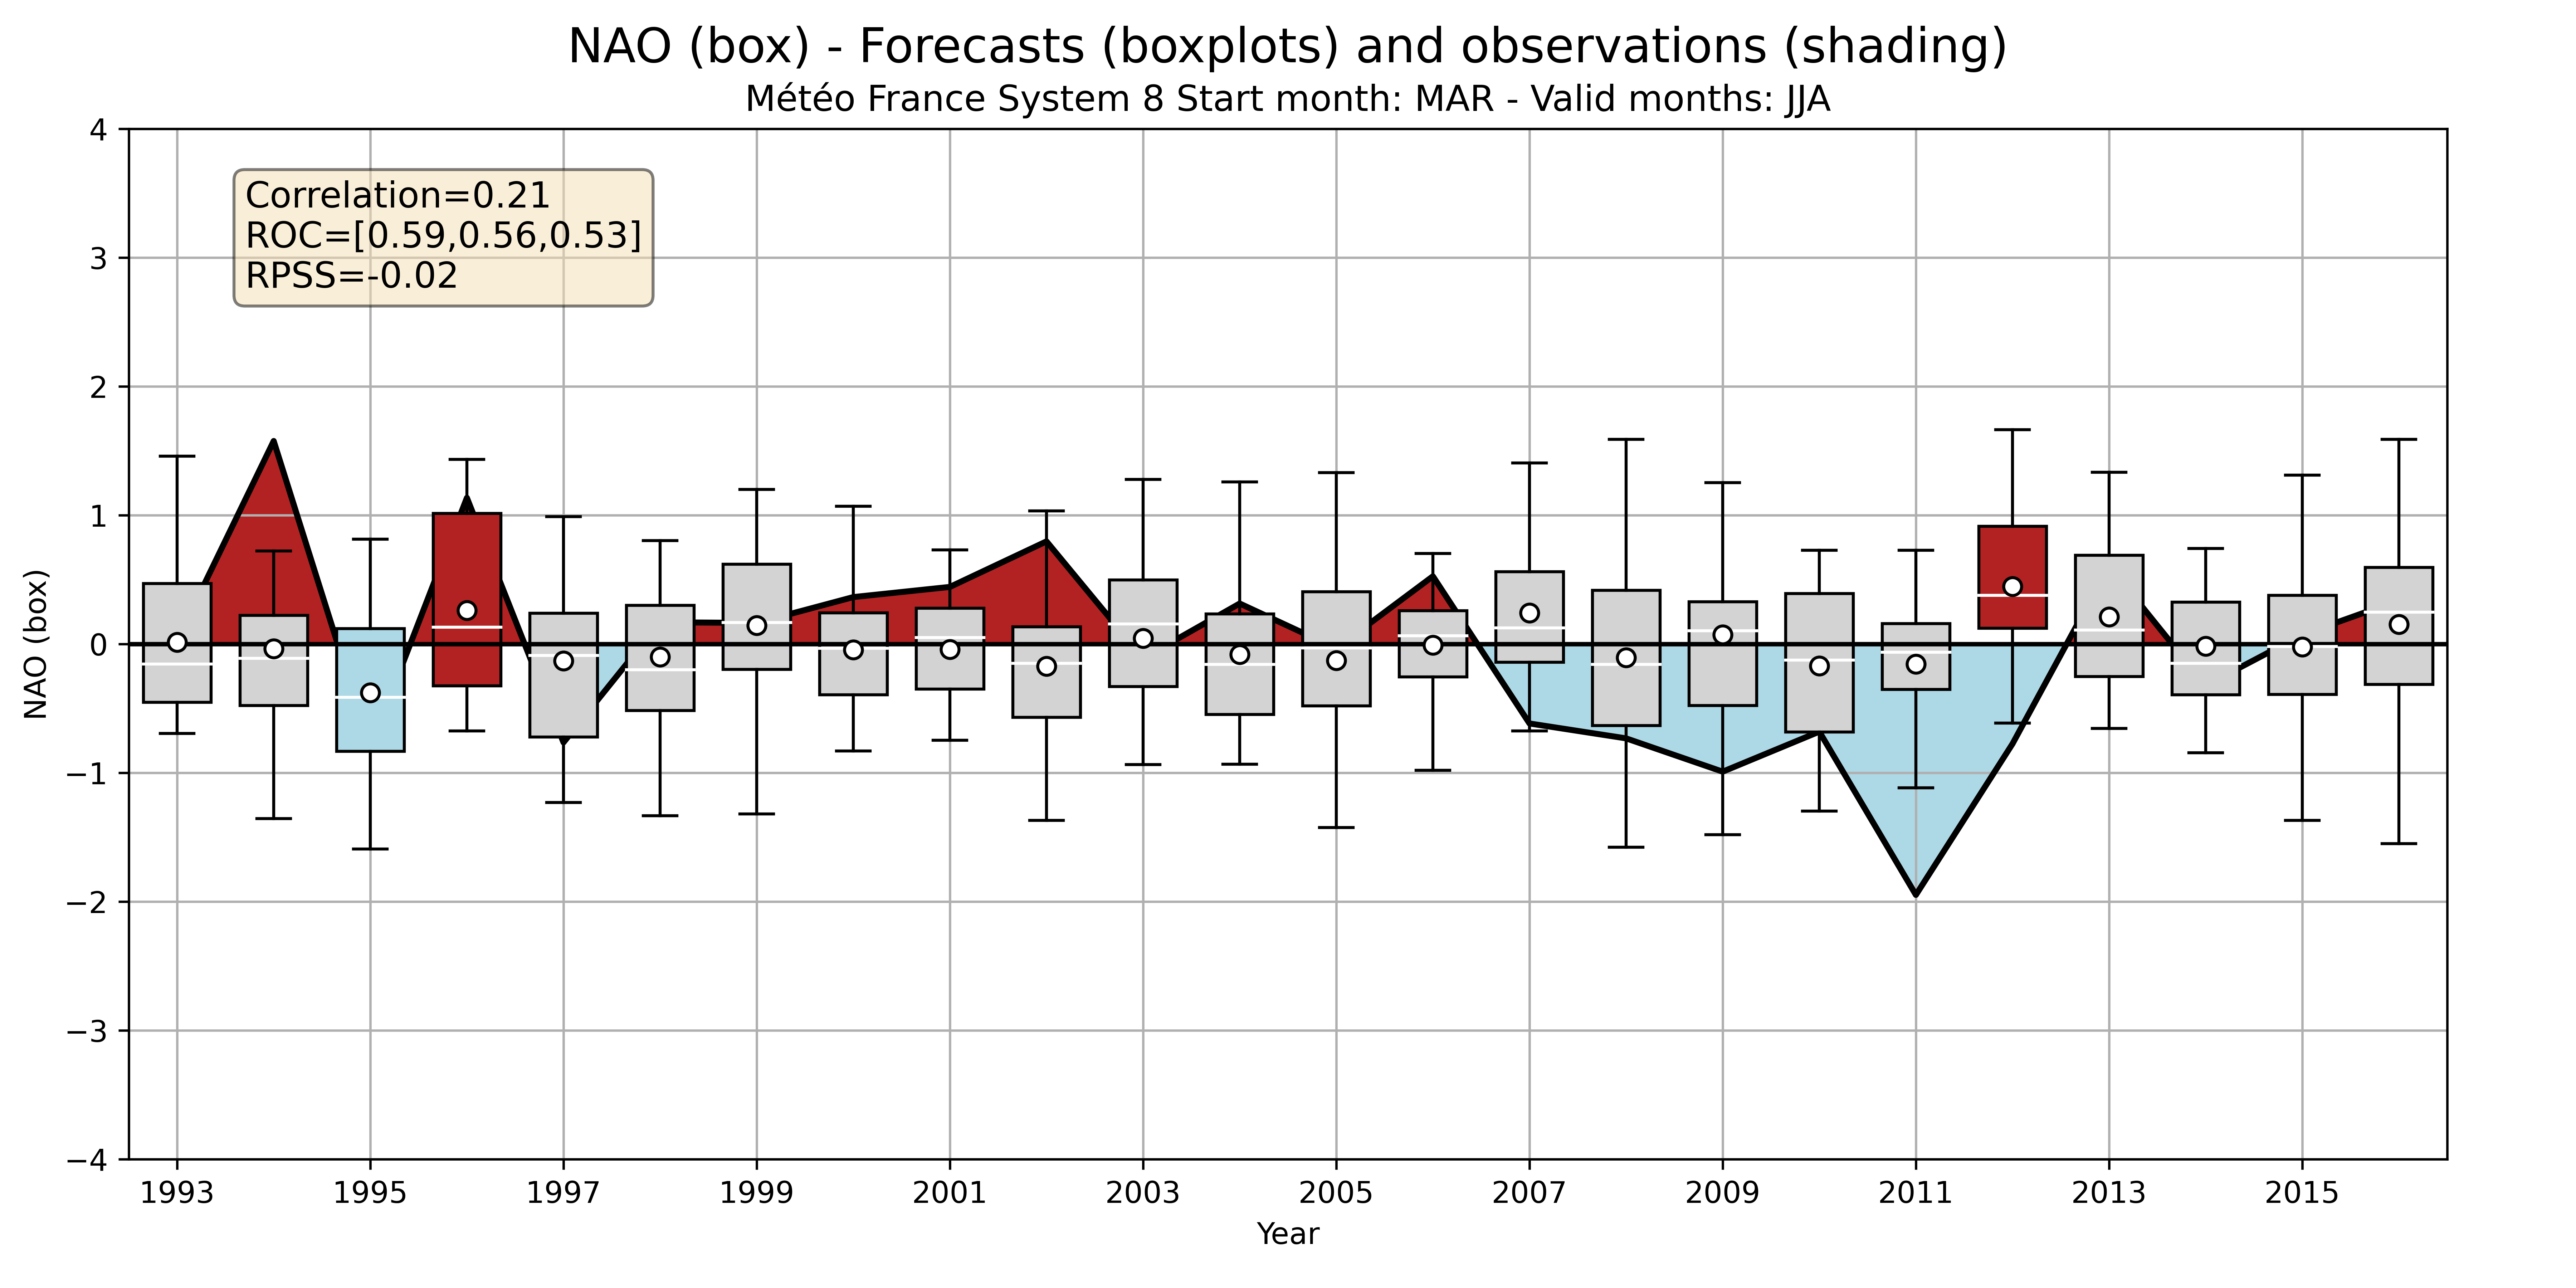 NAO (box) - Forecasts (boxplots) and observations (shading)
Météo France System 8 Start month: MAR - Valid months: JJA
Correlation=0.21
ROC=[0.59,0.56,0.53]
RPSS=-0.02
4
3
2
1
0
−1
−2
−3
−4
NAO (box)
1993 1995 1997 1999 2001 2003 2005 2007 2009 2011 2013 2015
Year